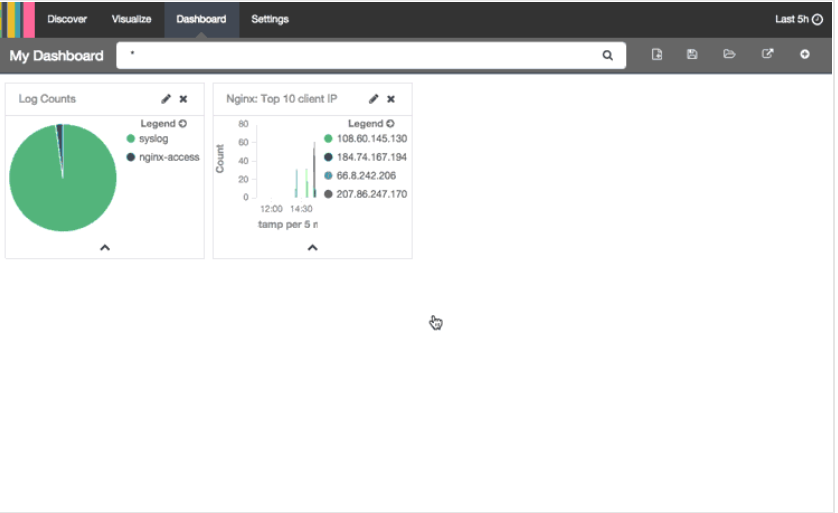 Discover Visualize Dashboard Settings Last 5h
My Dashboard *
Log Counts
Legend
syslog
nginx-access
Nginx: Top 10 client IP
Legend
108.60.145.130
184.74.167.194
66.8.242.206
207.86.247.170
Count
80
60
40
20
0
12:00 14:30
tamp per 5 m